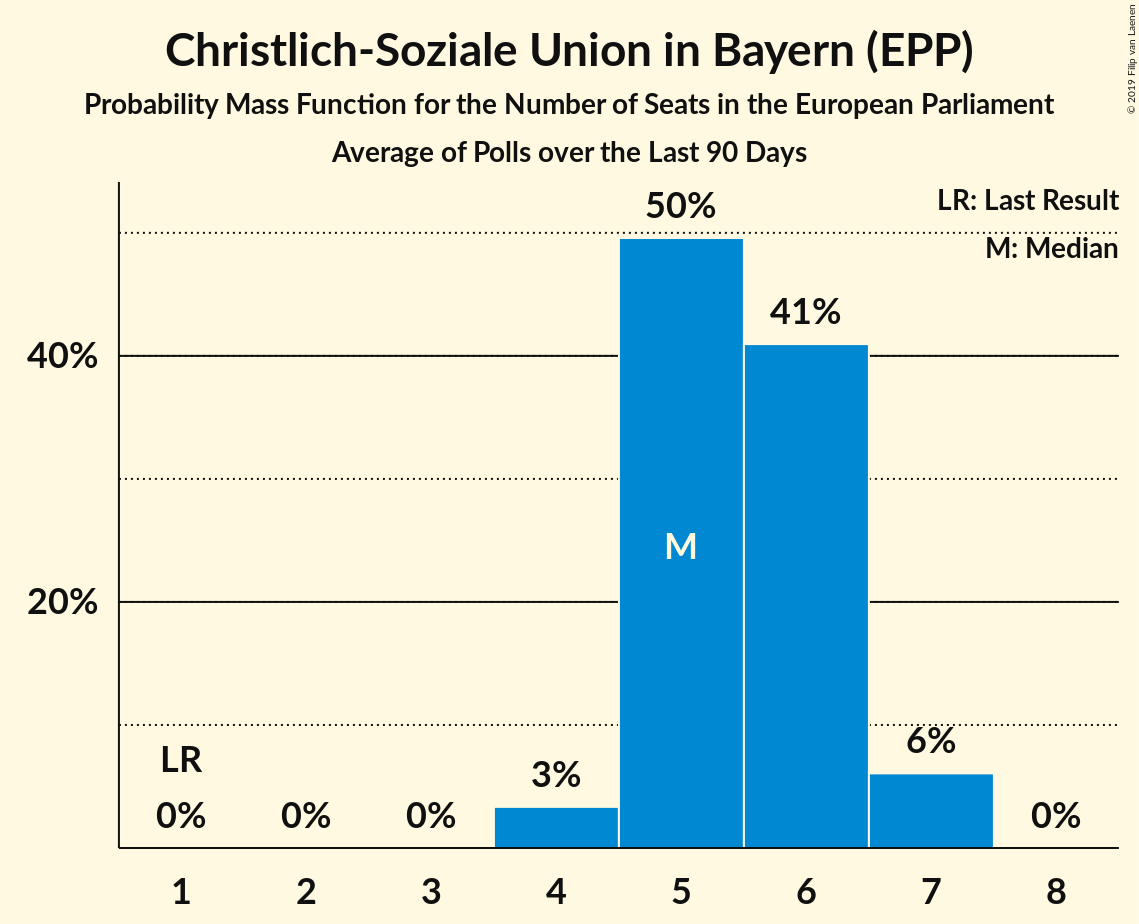 Christlich-Soziale Union in Bayern (EPP)
Probability Mass Function for the Number of Seats in the European Parliament
Average of Polls over the Last 90 Days
© 2019 Filip van Laenen
LR: Last Result
M: Median
50%
41%
40%
M
20%
LR
6%
3%
0%
0%
0%
0%
1
2
3
4
5
6
7
8